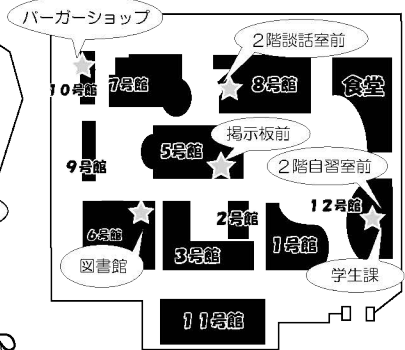 バーガーショップ
2階談話室前
10号館
7号館
8号館
食堂
掲示板前
5号館
2階自習室前
9号館
12号館
2号館
6号館
3号館
1号館
図書館
学生課
11号館